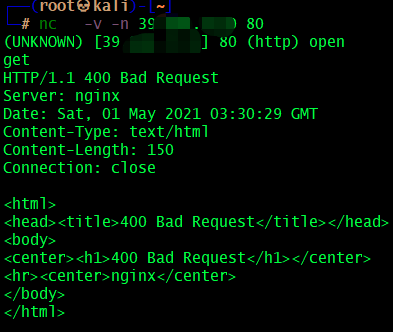 (root㉿kali)-[~]
# nc -v -n 39 80
(UNKNOWN) [39 ] 80 (http) open
get
HTTP/1.1 400 Bad Request
Server: nginx
Date: Sat, 01 May 2021 03:30:29 GMT
Content-Type: text/html
Content-Length: 150
Connection: close
<html>
<head><title>400 Bad Request</title></head>
<body>
<center><h1>400 Bad Request</h1></center>
<hr><center>nginx</center>
</body>
</html>